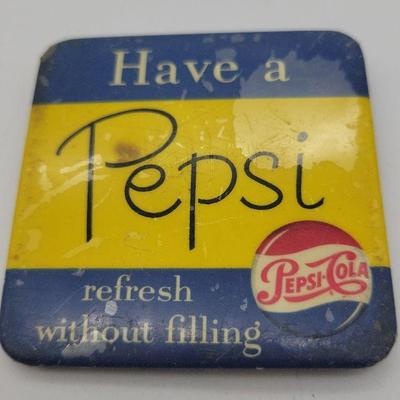 Have a
Pepsi
PEPSI-COLA
refresh
without filling